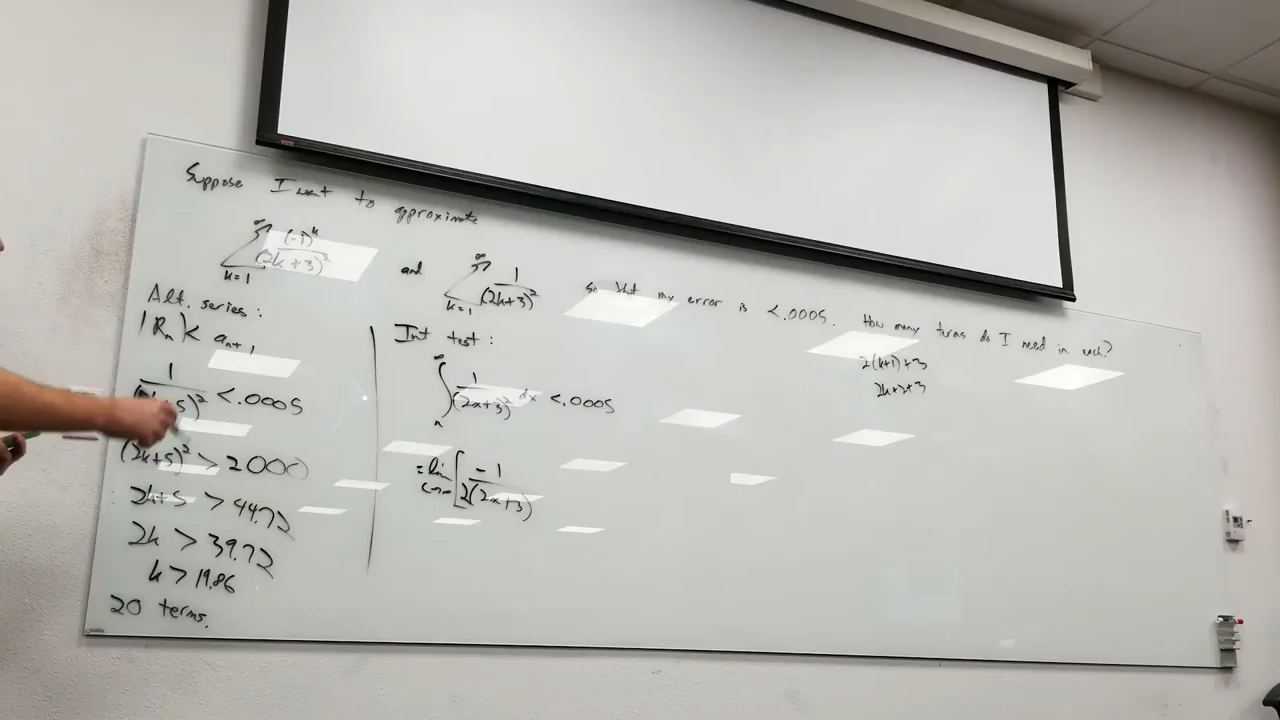 Suppose I want to approximate
∞ ∑ k=1 (-1)^k / (2k+3)^2 and ∞ ∑ k=1 1 / (2k+3)^2 so that my error is <.0005. How many terms do I need in each?
2(k+1)+3
2k+2+3
Alt. series:
|R_n| < a_{n+1}
1 / (2k+5)^2 <.0005
(2k+5)^2 > 2000
2k+5 > 44.72
2k > 39.72
k > 19.86
20 terms.
Int test:
∫_n^∞ 1 / (2x+3)^2 dx <.0005
= lim c→∞ [ -1 / 2(2x+3)